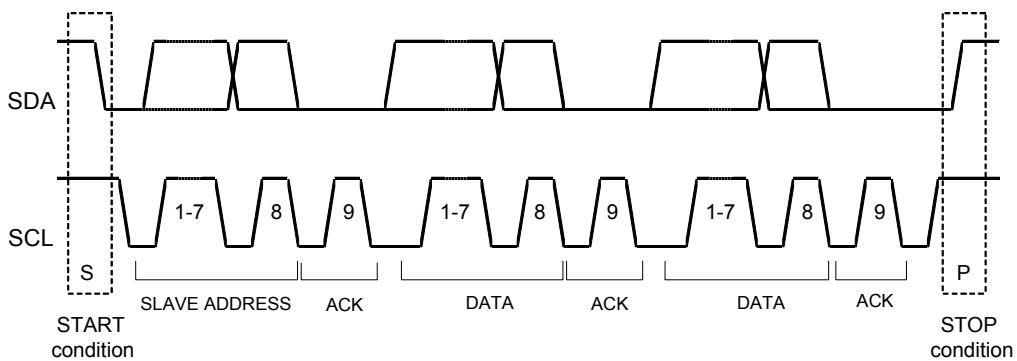 SDA
1-7 8 9 1-7 8 9 1-7 8 9
SCL
S P
SLAVE ADDRESS ACK DATA ACK DATA ACK
START STOP
condition condition